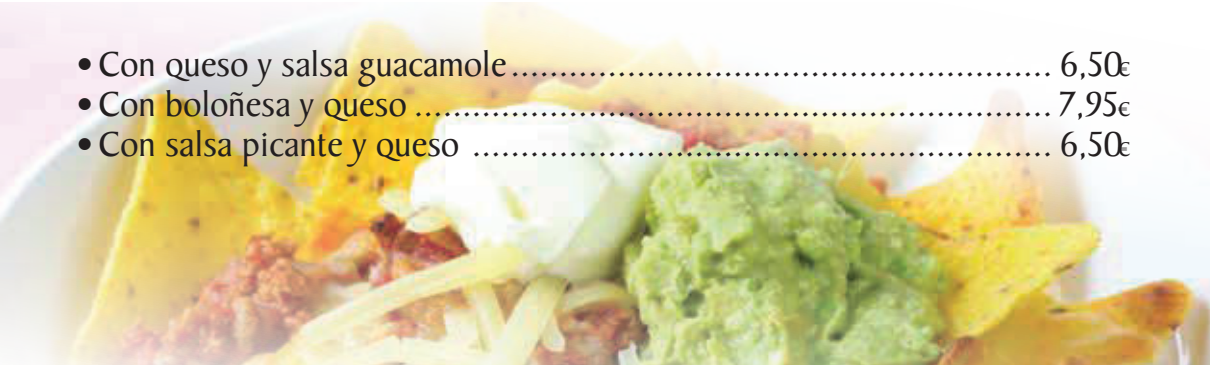 • Con queso y salsa guacamole...................................................... 6,50€
• Con boloñesa y queso ................................................................ 7,95€
• Con salsa picante y queso .......................................................... 6,50€